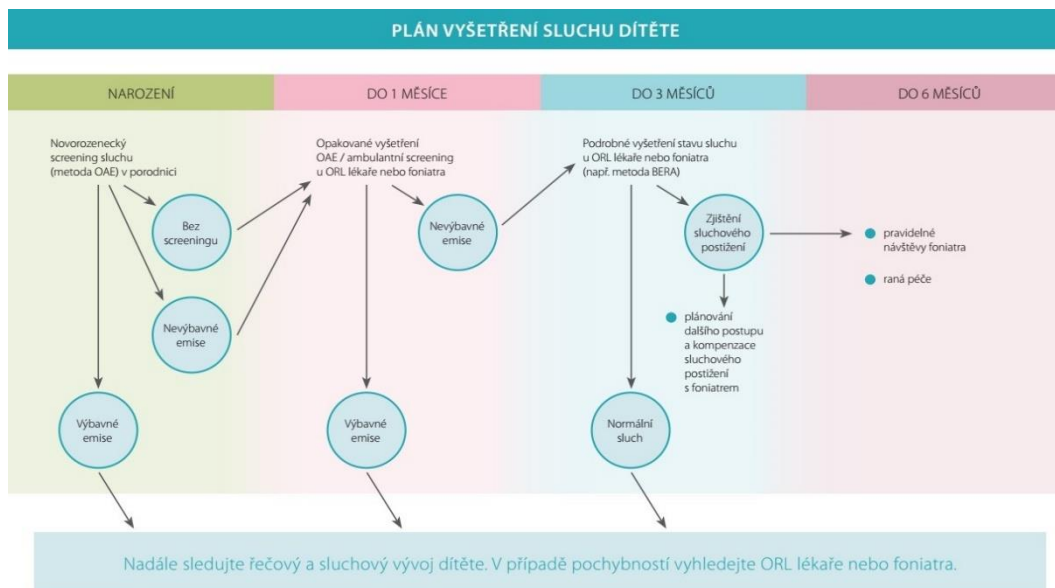 PLÁN VYŠETŘENÍ SLUCHU DÍTĚTE
NAROZENÍ
DO 1 MĚSÍCE
DO 3 MĚSÍCŮ
DO 6 MĚSÍCŮ
Novorozenecký
screening sluchu
(metoda OAE) v porodnici
Bez
screeningu
Nevýbavné
emise
Výbavné
emise
Opakované vyšetření
OAE / ambulantní screening
u ORL lékaře nebo foniatra
Nevýbavné
emise
Výbavné
emise
Podrobné vyšetření stavu sluchu
u ORL lékaře nebo foniatra
(např. metoda BERA)
Zjištění
sluchového
postižení
plánování
dalšího postupu
a kompenzace
sluchového
postižení
s foniatrem
Normální
sluch
pravidelné
návštěvy foniatra
raná péče
Nadále sledujte řečový a sluchový vývoj dítěte. V případě pochybností vyhledejte ORL lékaře nebo foniatra.